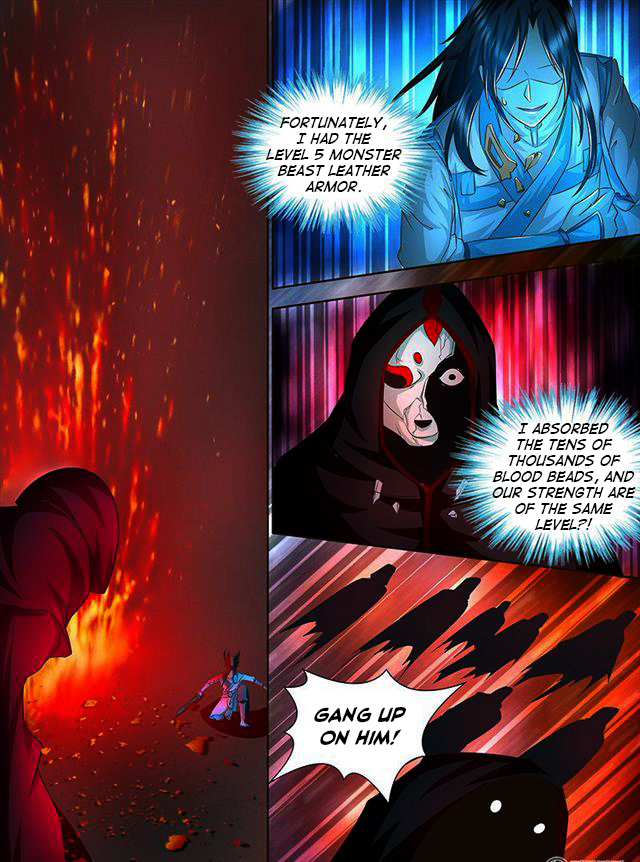 FORTUNATELY,
I HAD THE
LEVEL 5 MONSTER
BEAST LEATHER
ARMOR.
I ABSORBED
THE TENS OF
THOUSANDS OF
BLOOD BEADS, AND
OUR STRENGTH ARE
OF THE SAME
LEVEL?!
GANG UP
ON HIM!